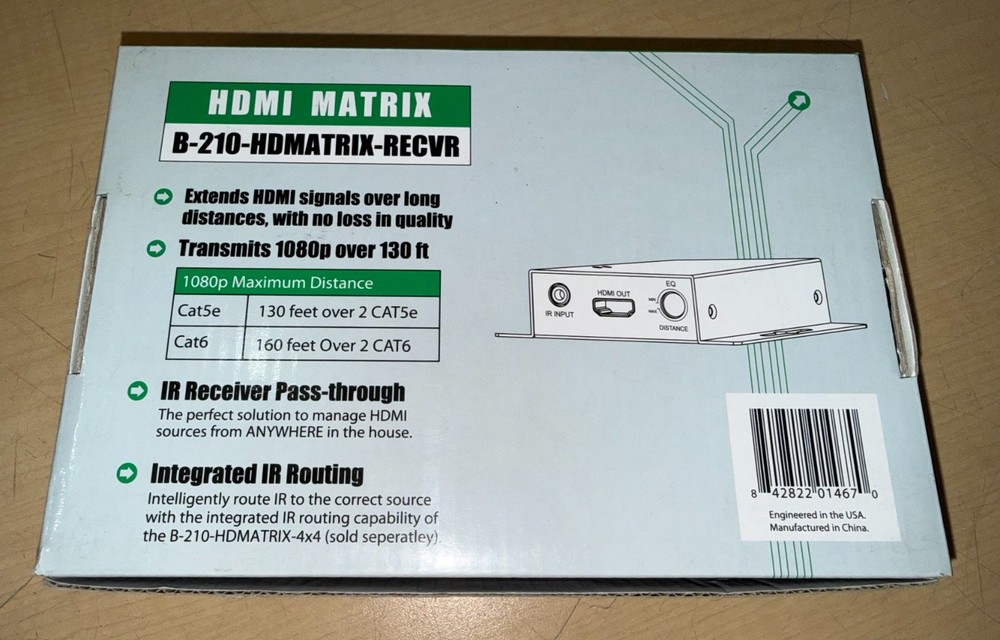 HDMI MATRIX
B-210-HDMATRIX-RECVR
Extends HDMI signals over long
distances, with no loss in quality
Transmits 1080p over 130 ft
1080p Maximum Distance
Cat5e 130 feet over 2 CAT5e
Cat6 160 feet Over 2 CAT6
IR Receiver Pass-through
The perfect solution to manage HDMI
sources from ANYWHERE in the house.
Integrated IR Routing
Intelligently route IR to the correct source
with the integrated IR routing capability of
the B-210-HDMATRIX-4x4 (sold seperatley)
IR INPUT
HDMI OUT
EQ
MIN
MAX
DISTANCE
8 42822 01467 0
Engineered in the USA.
Manufactured in China.